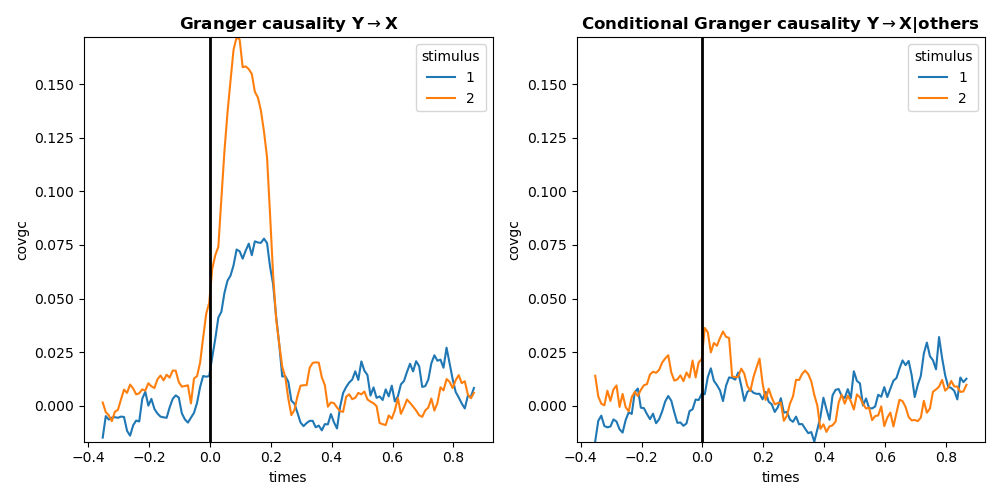 Granger causality Y→X
covgc
0.150
0.125
0.100
0.075
0.050
0.025
0.000
−0.4 −0.2 0.0 0.2 0.4 0.6 0.8
times
stimulus
1
2
Conditional Granger causality Y→X|others
covgc
0.150
0.125
0.100
0.075
0.050
0.025
0.000
−0.4 −0.2 0.0 0.2 0.4 0.6 0.8
times
stimulus
1
2